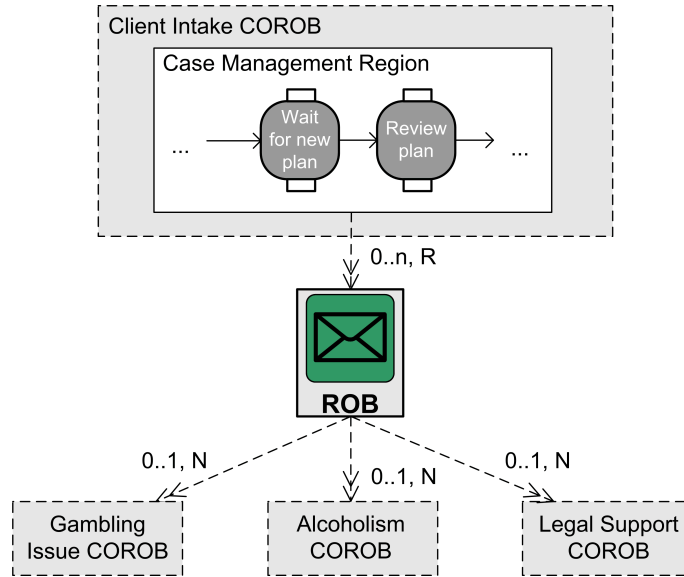 Client Intake COROB
Case Management Region
...
Wait
for new
plan
Review
plan
...
0..n, R
ROB
0..1, N
0..1, N
0..1, N
Gambling
Issue COROB
Alcoholism
COROB
Legal Support
COROB